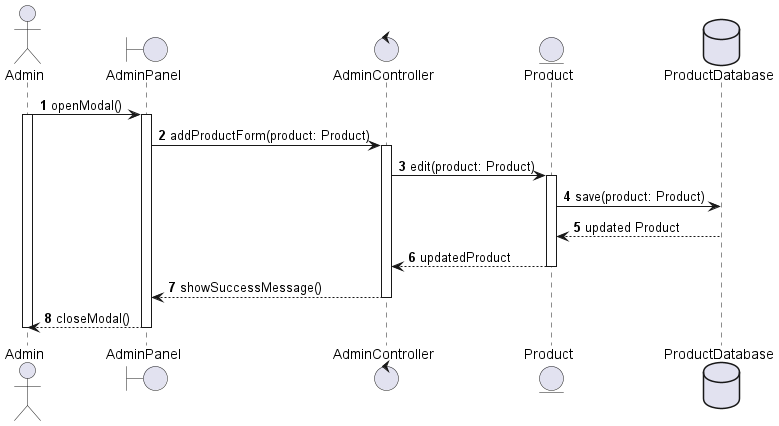 Admin
AdminPanel
AdminController
Product
ProductDatabase
1 openModal()
2 addProductForm(product: Product)
3 edit(product: Product)
4 save(product: Product)
5 updated Product
6 updatedProduct
7 showSuccessMessage()
8 closeModal()
Admin
AdminPanel
AdminController
Product
ProductDatabase